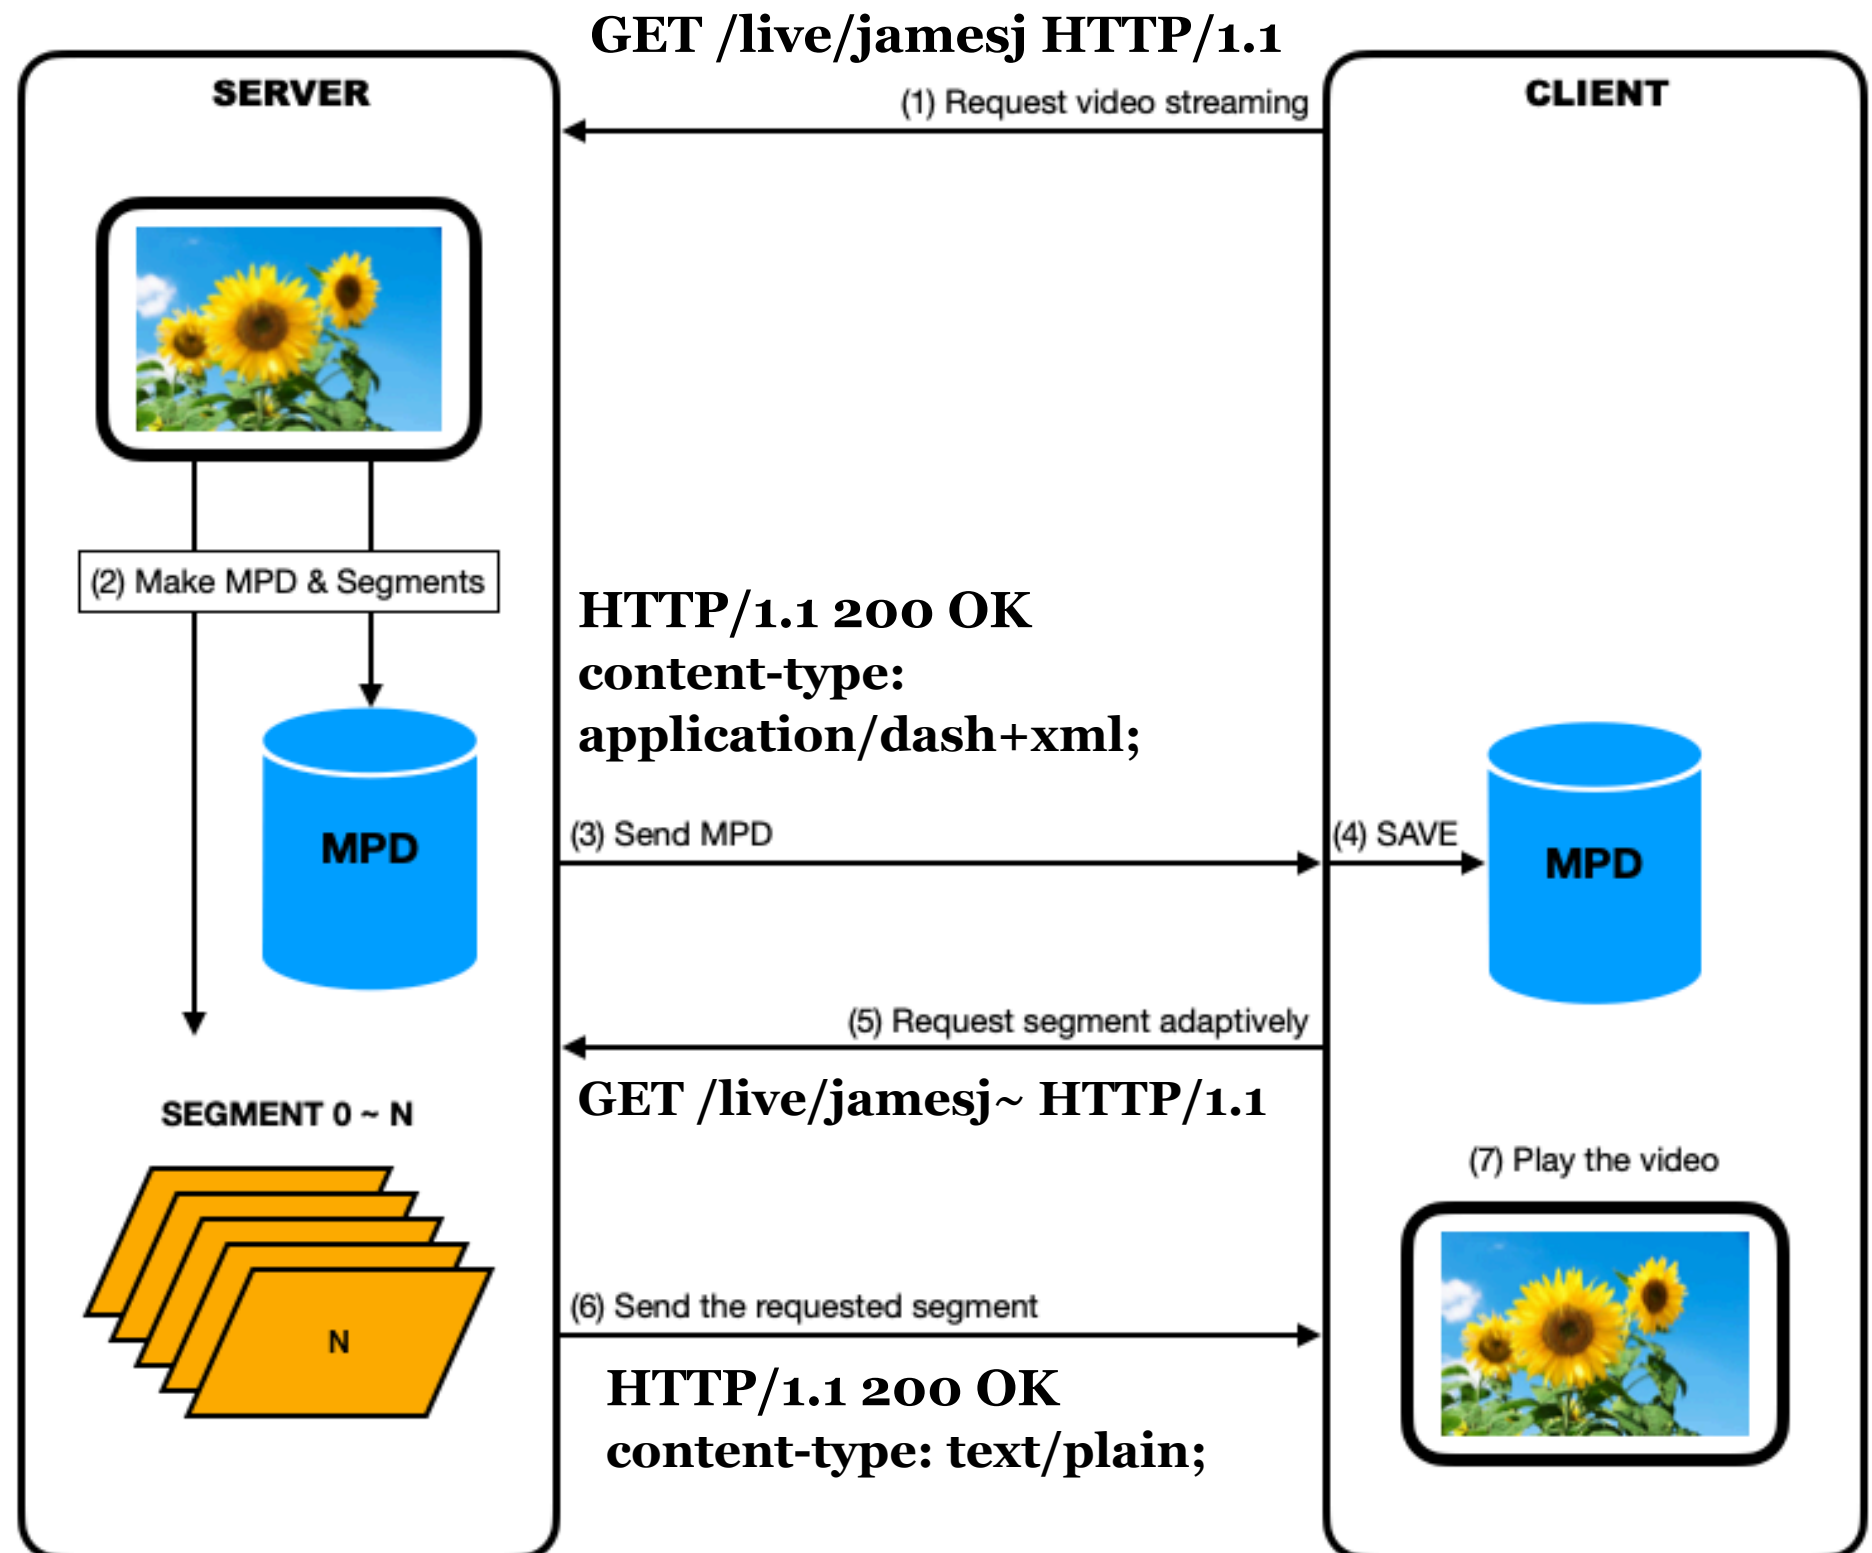 GET /live/jamesj HTTP/1.1
SERVER
CLIENT
(1) Request video streaming
(2) Make MPD & Segments
HTTP/1.1 200 OK
content-type:
application/dash+xml;
(3) Send MPD
(4) SAVE
MPD
MPD
(5) Request segment adaptively
GET /live/jamesj~ HTTP/1.1
SEGMENT 0 ~ N
(7) Play the video
(6) Send the requested segment
N
HTTP/1.1 200 OK
content-type: text/plain;